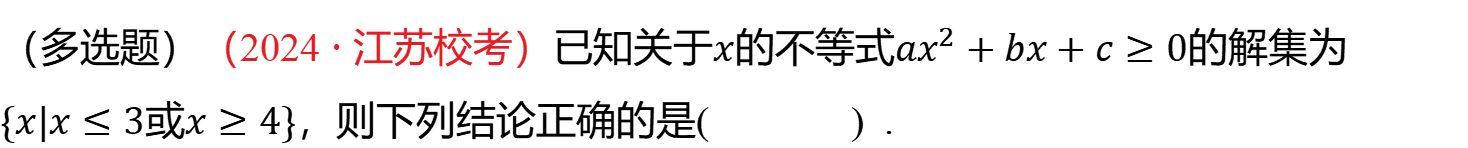 （多选题）（2024 · 江苏校考）已知关于𝑥的不等式𝑎𝑥² + 𝑏𝑥 + 𝑐 ≥ 0的解集为
{𝑥|𝑥 ≤ 3或𝑥 ≥ 4}，则下列结论正确的是(　　　) .